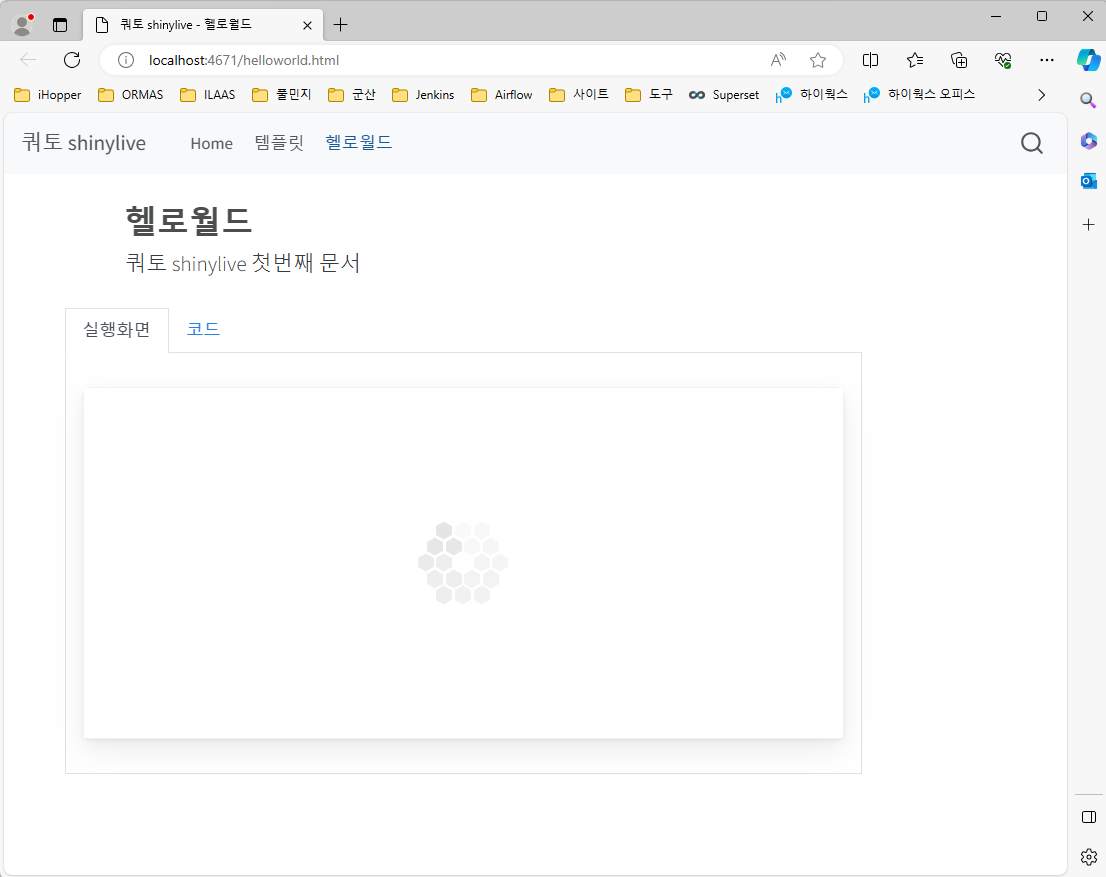 쿼토 shinylive - 헬로월드
localhost:4671/helloworld.html
iHopper ORMAS ILAAS 풀민지 군산 Jenkins Airflow 사이트 도구 Superset 하이웍스 하이웍스 오피스
쿼토 shinylive Home 템플릿 헬로월드
헬로월드
쿼토 shinylive 첫번째 문서
실행화면 코드